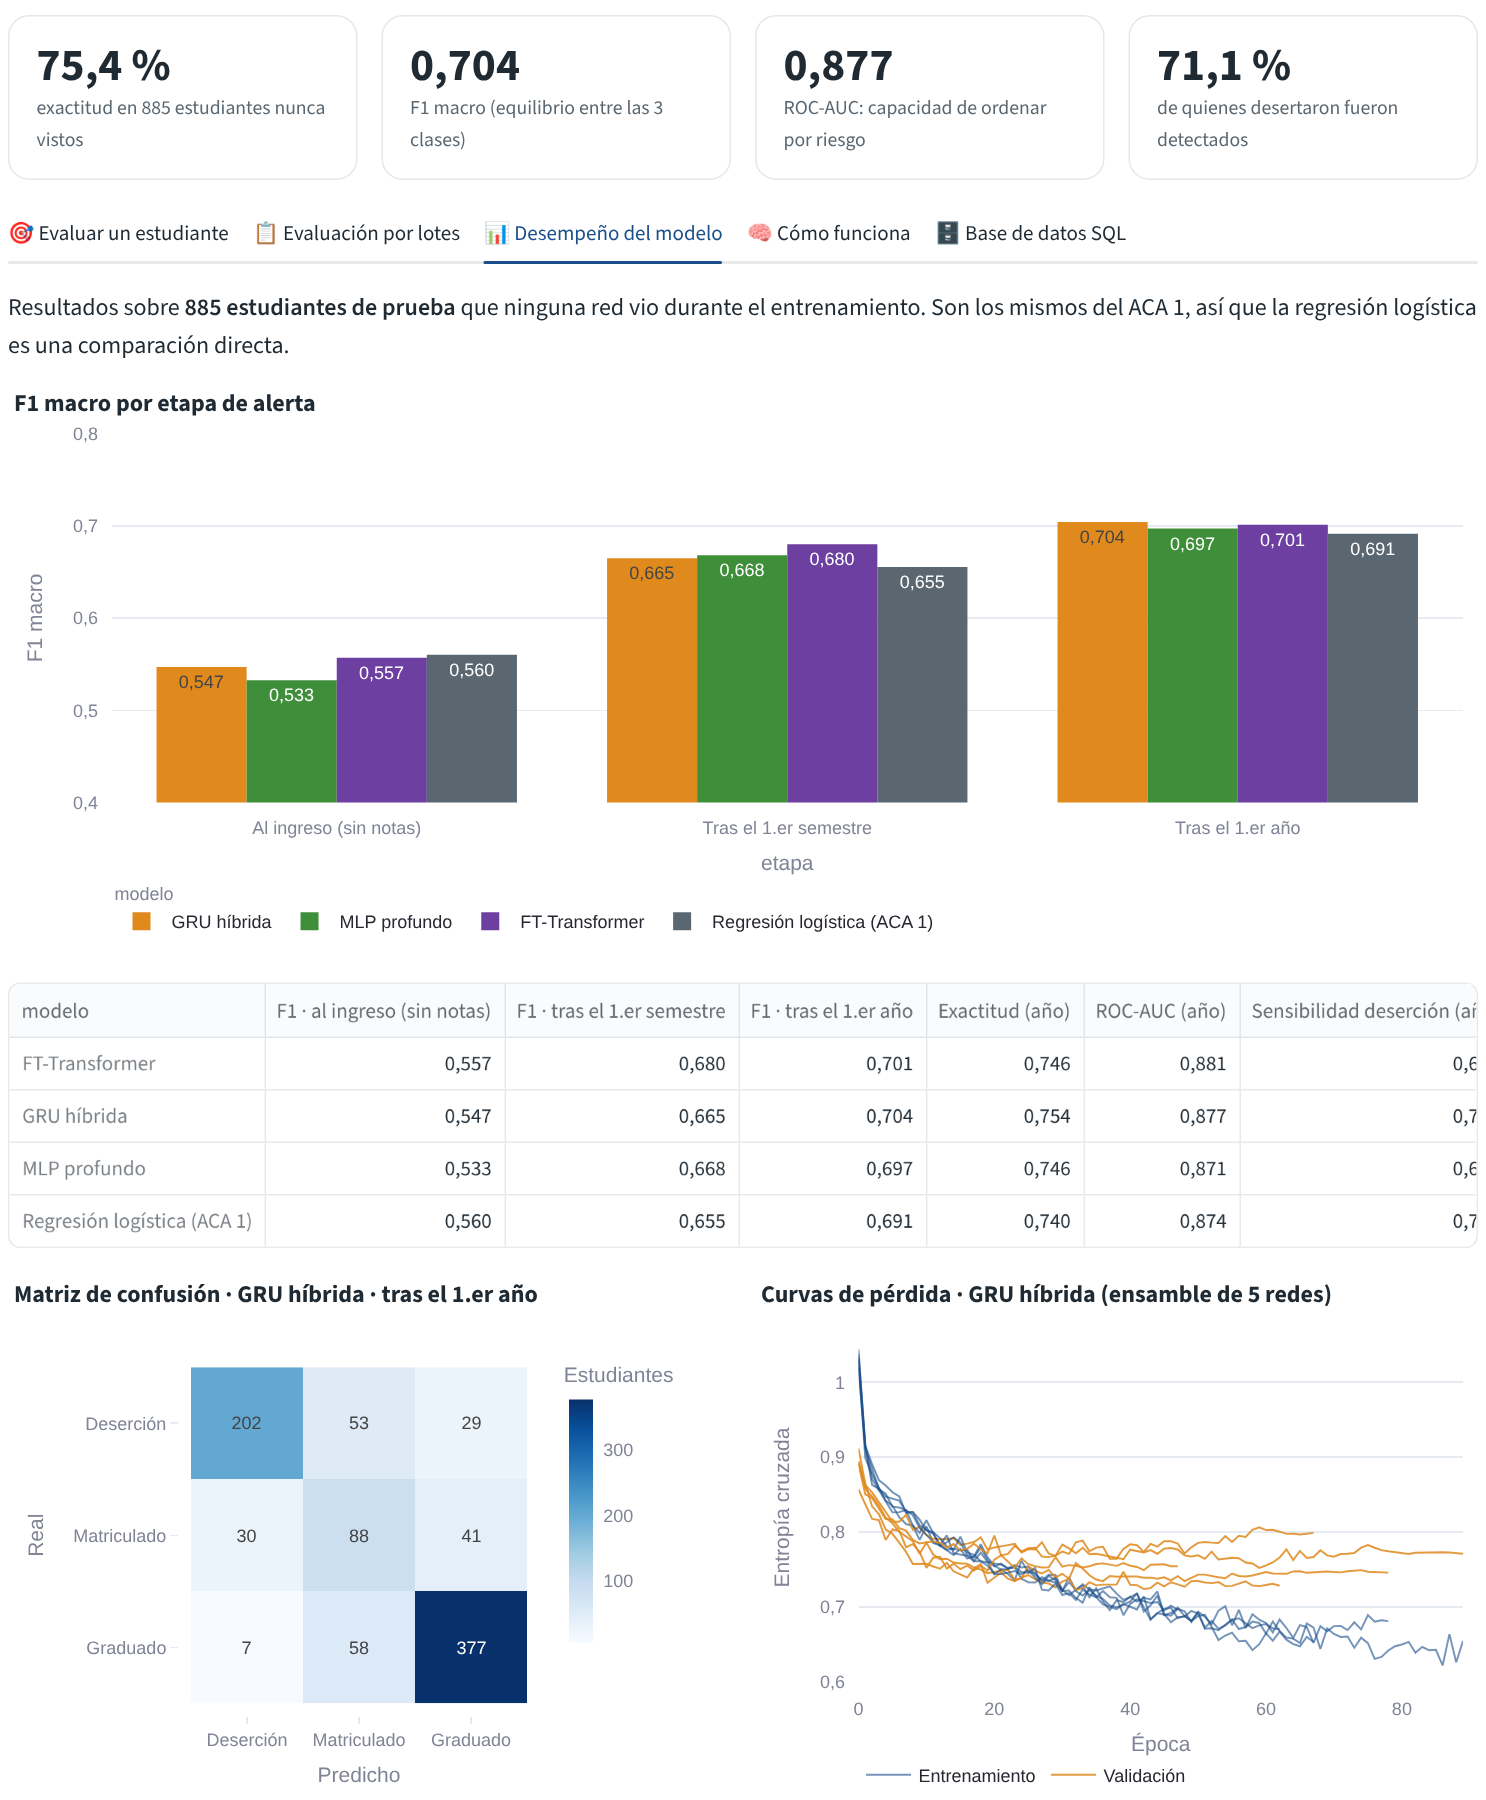 75,4 %
exactitud en 885 estudiantes nunca
vistos
0,704
F1 macro (equilibrio entre las 3
clases)
0,877
ROC-AUC: capacidad de ordenar
por riesgo
71,1 %
de quienes desertaron fueron
detectados
🎯 Evaluar un estudiante 📋 Evaluación por lotes 📊 Desempeño del modelo 🧠 Cómo funciona 🗄️ Base de datos SQL
Resultados sobre 885 estudiantes de prueba que ninguna red vio durante el entrenamiento. Son los mismos del ACA 1, así que la regresión logística
es una comparación directa.
F1 macro por etapa de alerta
0,8
0,7
0,6
0,5
0,4
F1 macro
0,547 0,533 0,557 0,560
0,665 0,668 0,680 0,655
0,704 0,697 0,701 0,691
Al ingreso (sin notas) Tras el 1.er semestre Tras el 1.er año
etapa
modelo
GRU híbrida MLP profundo FT-Transformer Regresión logística (ACA 1)
modelo F1 · al ingreso (sin notas) F1 · tras el 1.er semestre F1 · tras el 1.er año Exactitud (año) ROC-AUC (año) Sensibilidad deserción (añ
FT-Transformer 0,557 0,680 0,701 0,746 0,881 0,6
GRU híbrida 0,547 0,665 0,704 0,754 0,877 0,7
MLP profundo 0,533 0,668 0,697 0,746 0,871 0,6
Regresión logística (ACA 1) 0,560 0,655 0,691 0,740 0,874 0,7
Matriz de confusión · GRU híbrida · tras el 1.er año
Real
Deserción 202 53 29
Matriculado 30 88 41
Graduado 7 58 377
Deserción Matriculado Graduado
Predicho
Estudiantes
300
200
100
Curvas de pérdida · GRU híbrida (ensamble de 5 redes)
Entropía cruzada
1
0,9
0,8
0,7
0,6
0 20 40 60 80
Época
Entrenamiento Validación